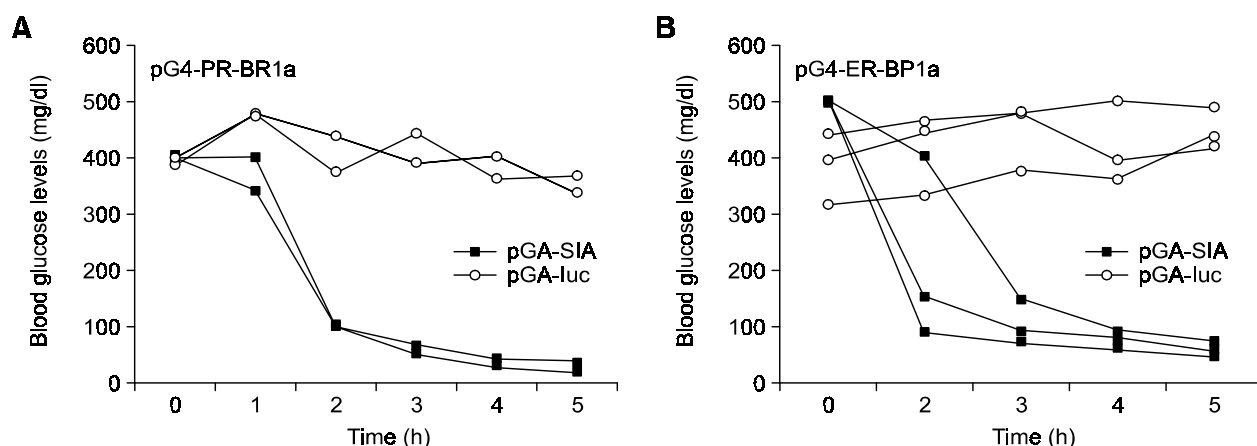 A
600
pG4-PR-BR1a
500
400
300
200
100
0
Blood glucose levels (mg/dl)
pGA-SIA
pGA-luc
0 1 2 3 4 5
Time (h)
B
600
pG4-ER-BP1a
500
400
300
200
100
0
Blood glucose levels (mg/dl)
pGA-SIA
pGA-luc
0 2 3 4 5
Time (h)